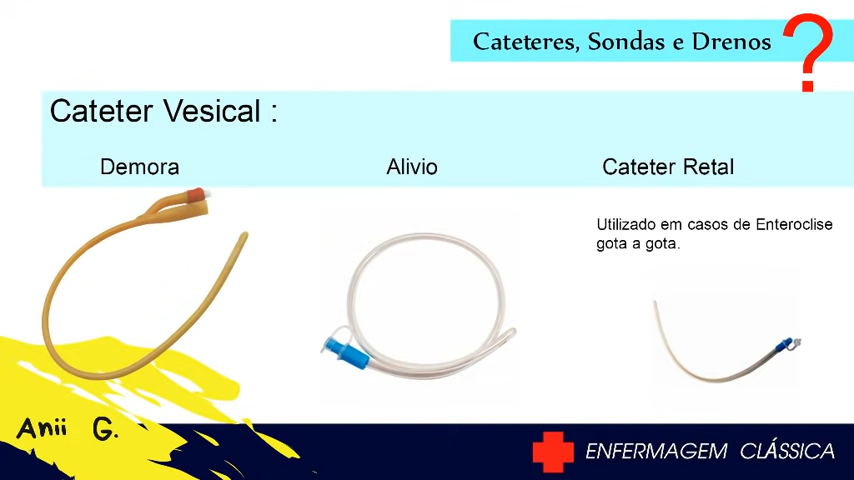 Cateteres, Sondas e Drenos ?
Cateter Vesical :
Demora
Alivio
Cateter Retal
Utilizado em casos de Enteroclise
gota a gota.
Anii G.
ENFERMAGEM CLÁSSICA